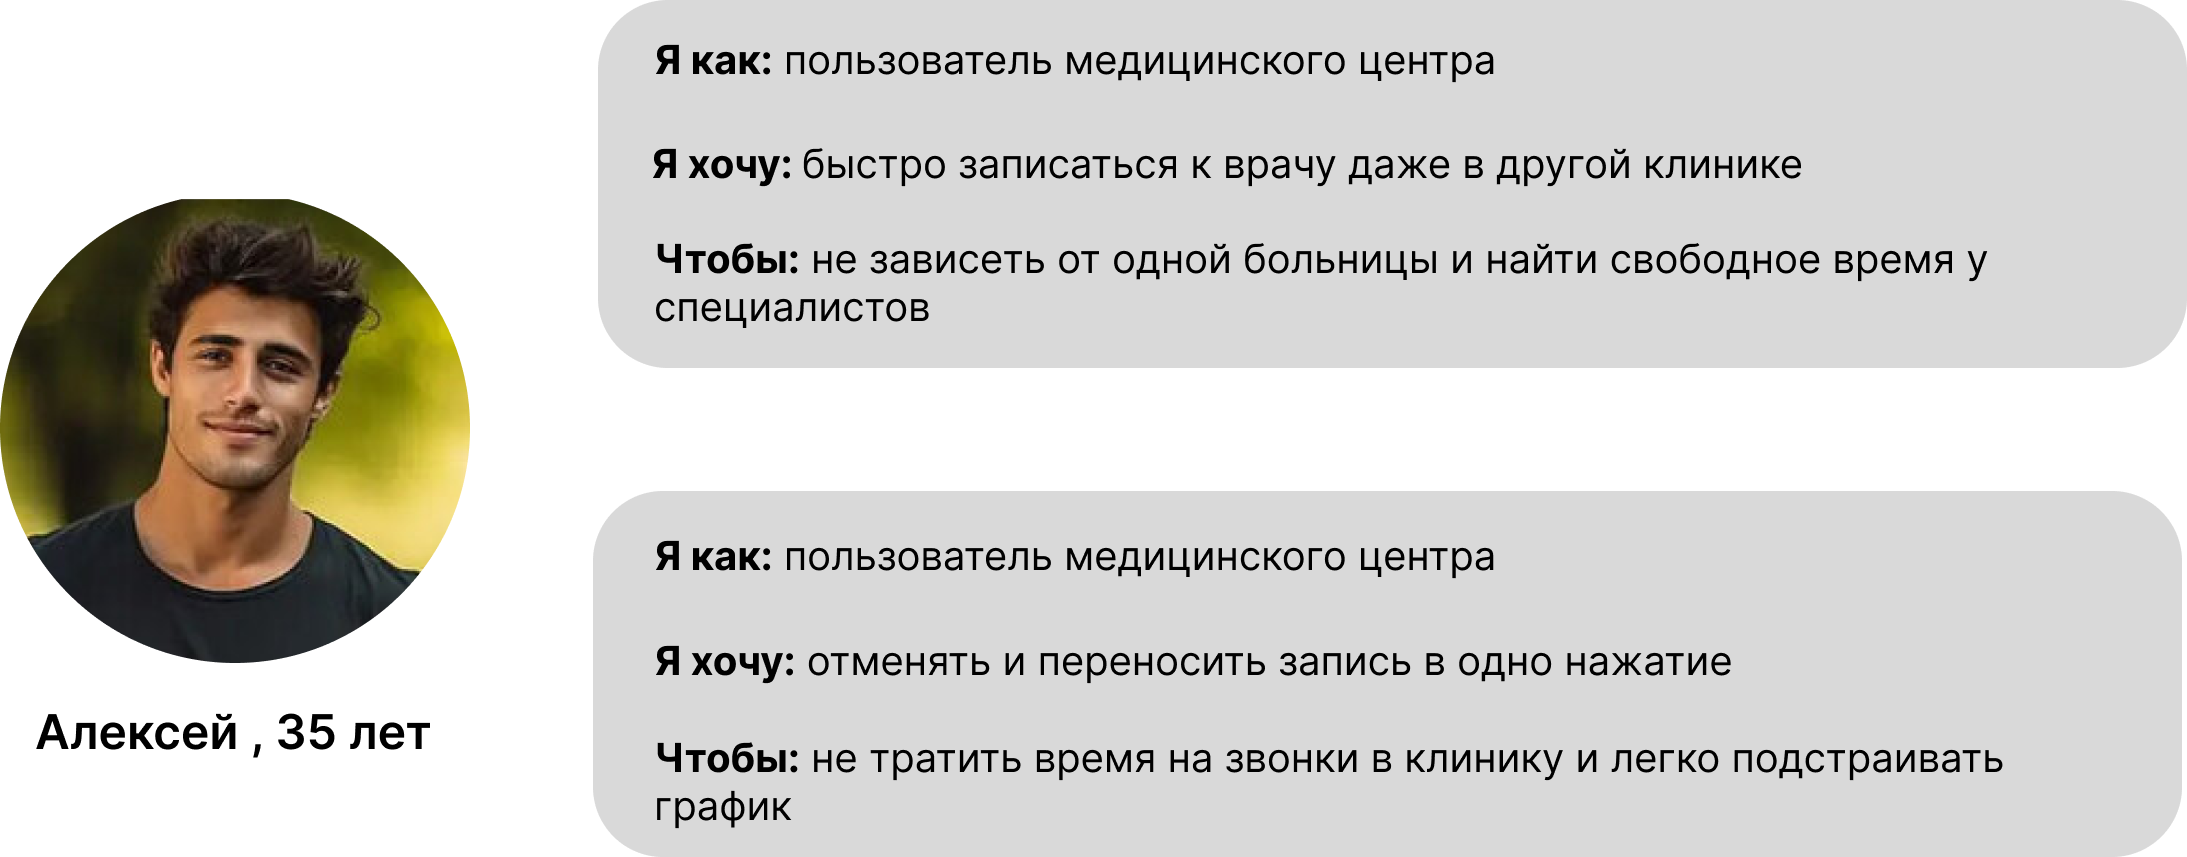 Я как: пользователь медицинского центра
Я хочу: быстро записаться к врачу даже в другой клинике
Чтобы: не зависеть от одной больницы и найти свободное время у
специалистов
Алексей , 35 лет
Я как: пользователь медицинского центра
Я хочу: отменять и переносить запись в одно нажатие
Чтобы: не тратить время на звонки в клинику и легко подстраивать
график